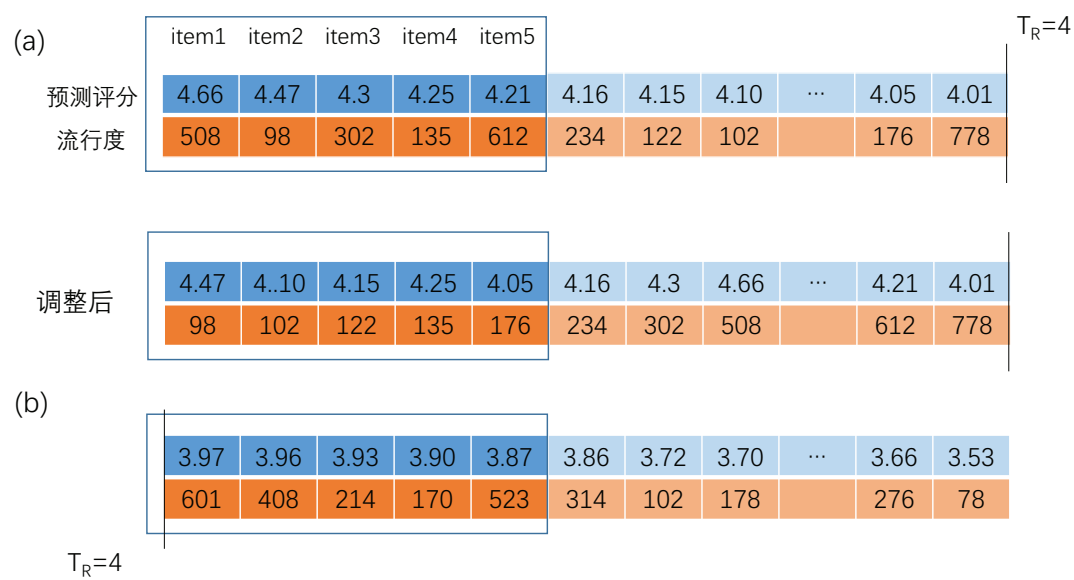 (a)
item1 item2 item3 item4 item5
T_R=4
预测评分 4.66 4.47 4.3 4.25 4.21 4.16 4.15 4.10 ... 4.05 4.01
流行度 508 98 302 135 612 234 122 102 176 778
调整后
4.47 4..10 4.15 4.25 4.05 4.16 4.3 4.66 ... 4.21 4.01
98 102 122 135 176 234 302 508 612 778
(b)
3.97 3.96 3.93 3.90 3.87 3.86 3.72 3.70 ... 3.66 3.53
601 408 214 170 523 314 102 178 276 78
T_R=4